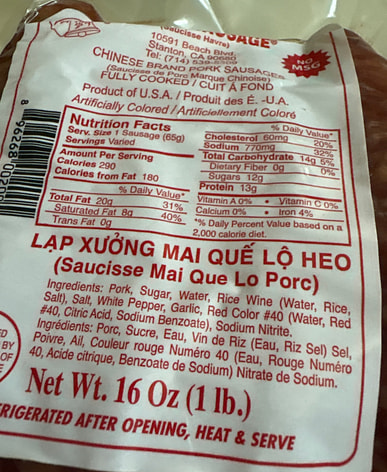 SAUSAGE®
(Saucisse Havre)
10591 Beach Blvd.
Stanton, CA 90680
Tel: (714)
NO MSG
CHINESE BRAND PORK SAUSAGES
(Saucisse de Porc Marque Chinoise)
FULLY COOKED / CUIT À FOND
Product of U.S.A. / Produit des É. -U.A.
Artificially Colored / Artificiellement Coloré
Nutrition Facts
Serv. Size 1 Sausage (65g)
Servings Varied
Amount Per Serving
Calories 290
Calories from Fat 180
% Daily Value*
Total Fat 20g 31%
Saturated Fat 8g 40%
Trans Fat 0g
% Daily Value*
Cholesterol 60mg 20%
Sodium 770mg 32%
Total Carbohydrate 14g 5%
Dietary Fiber 0g 0%
Sugars 12g
Protein 13g
Vitamin A 0% • Vitamin C 0%
Calcium 0% • Iron 4%
*% Daily Percent Value based on a
2,000 calorie diet.
LẠP XƯỞNG MAI QUẾ LỘ HEO
(Saucisse Mai Que Lo Porc)
Ingredients: Pork, Sugar, Water, Rice Wine (Water, Rice,
Salt), Salt, White Pepper, Garlic, Red Color #40 (Water, Red
#40, Citric Acid, Sodium Benzoate), Sodium Nitrite.
Ingrédients: Porc, Sucre, Eau, Vin de Riz (Eau, Riz Sel) Sel,
Poivre, Ail, Couleur rouge Numéro 40 (Eau, Rouge Numéro
40, Acide citrique, Benzoate de Sodium) Nitrate de Sodium.
Net Wt. 16 Oz (1 lb.)
RIGERATED AFTER OPENING, HEAT & SERVE
ED
BY
OF